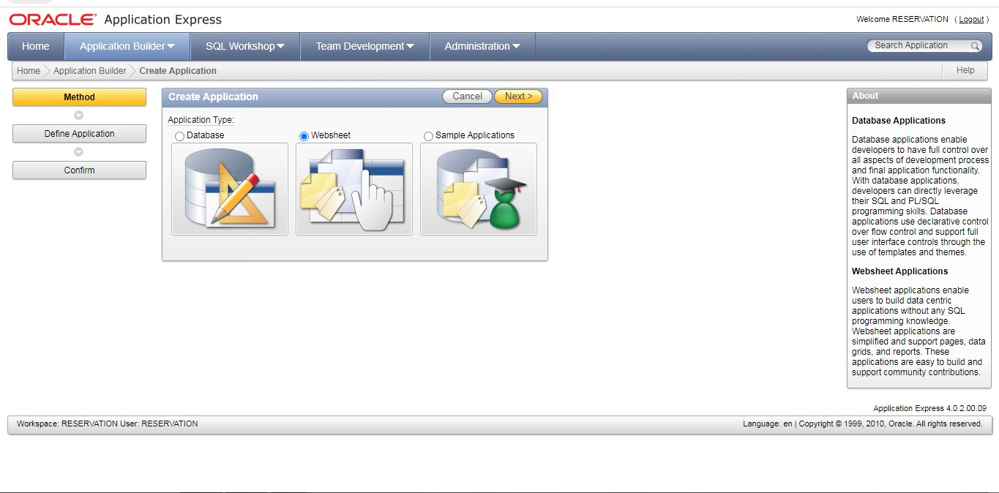 ORACLE Application Express
Welcome RESERVATION ( Logout )
Home Application Builder SQL Workshop Team Development Administration Search Application
Home Application Builder Create Application Help
Method
Define Application
Confirm
Create Application Cancel Next >
Application Type:
Database Websheet Sample Applications
About
Database Applications
Database applications enable
developers to have full control over
all aspects of development process
and final application functionality.
With database applications,
developers can directly leverage
their SQL and PL/SQL
programming skills. Database
applications use declarative control
over flow control and support full
user interface controls through the
use of templates and themes.
Websheet Applications
Websheet applications enable
users to build data centric
applications without any SQL
programming knowledge.
Websheet applications are
simplified and support pages, data
grids, and reports. These
applications are easy to build and
support community contributions.
Application Express 4.0.2.00.09
Workspace: RESERVATION User: RESERVATION
Language: en | Copyright © 1999, 2010, Oracle. All rights reserved.